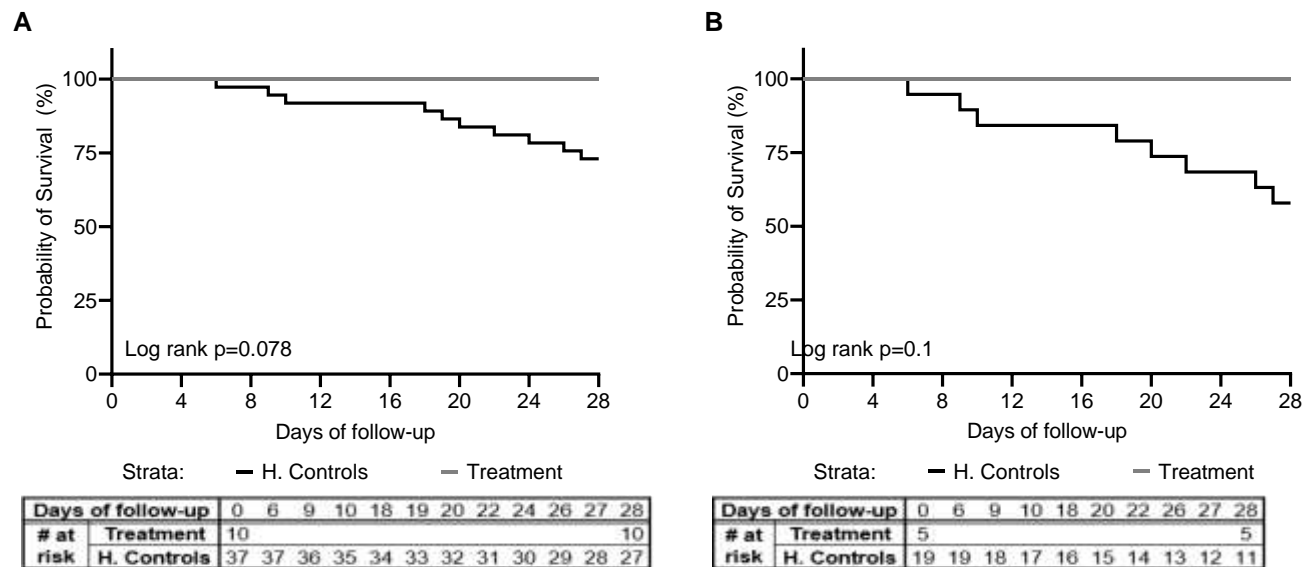 A
Probability of Survival (%)
100
75
50
25
0
Log rank p=0.078
0 4 8 12 16 20 24 28
Days of follow-up
Strata: H. Controls Treatment
Days of follow-up 0 6 9 10 18 19 20 22 24 26 27 28
# at risk Treatment 10 10
H. Controls 37 37 36 35 34 33 32 31 30 29 28 27
B
Probability of Survival (%)
100
75
50
25
0
Log rank p=0.1
0 4 8 12 16 20 24 28
Days of follow-up
Strata: H. Controls Treatment
Days of follow-up 0 6 9 10 18 20 22 26 27 28
# at risk Treatment 5 5
H. Controls 19 19 18 17 16 15 14 13 12 11